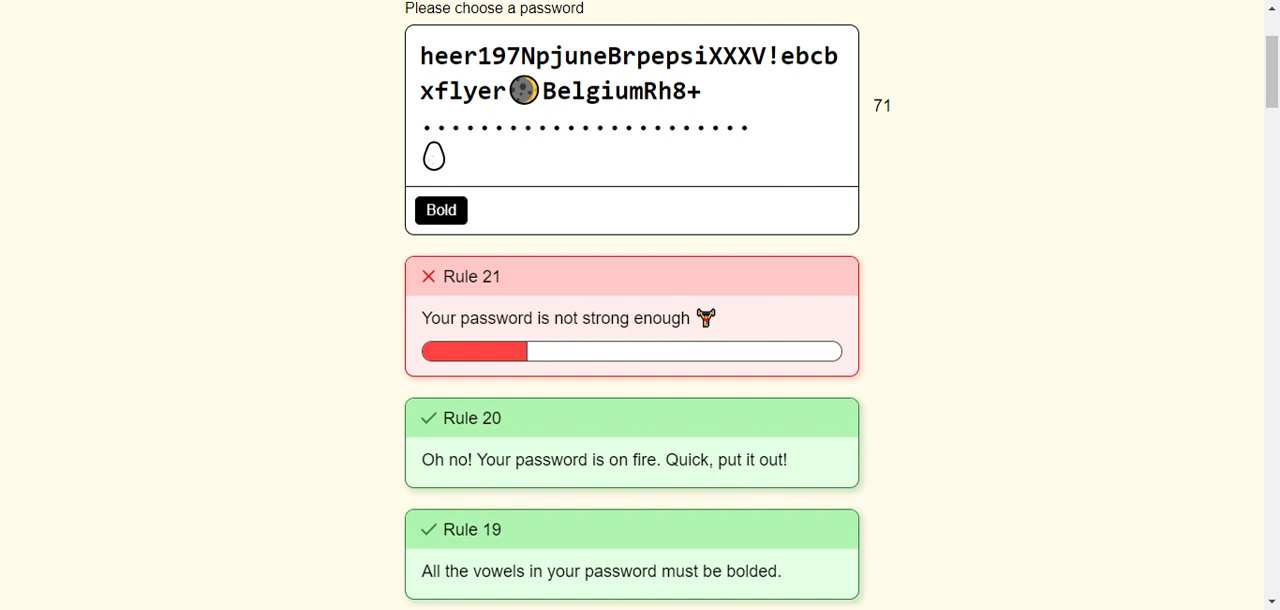 Please choose a password
heer197NpjuneBrpepsiXXXV!ebcb
xflyer🌒BelgiumRh8+
.......................
🥚
71
Bold
Rule 21
Your password is not strong enough 🏋️
Rule 20
Oh no! Your password is on fire. Quick, put it out!
Rule 19
All the vowels in your password must be bolded.